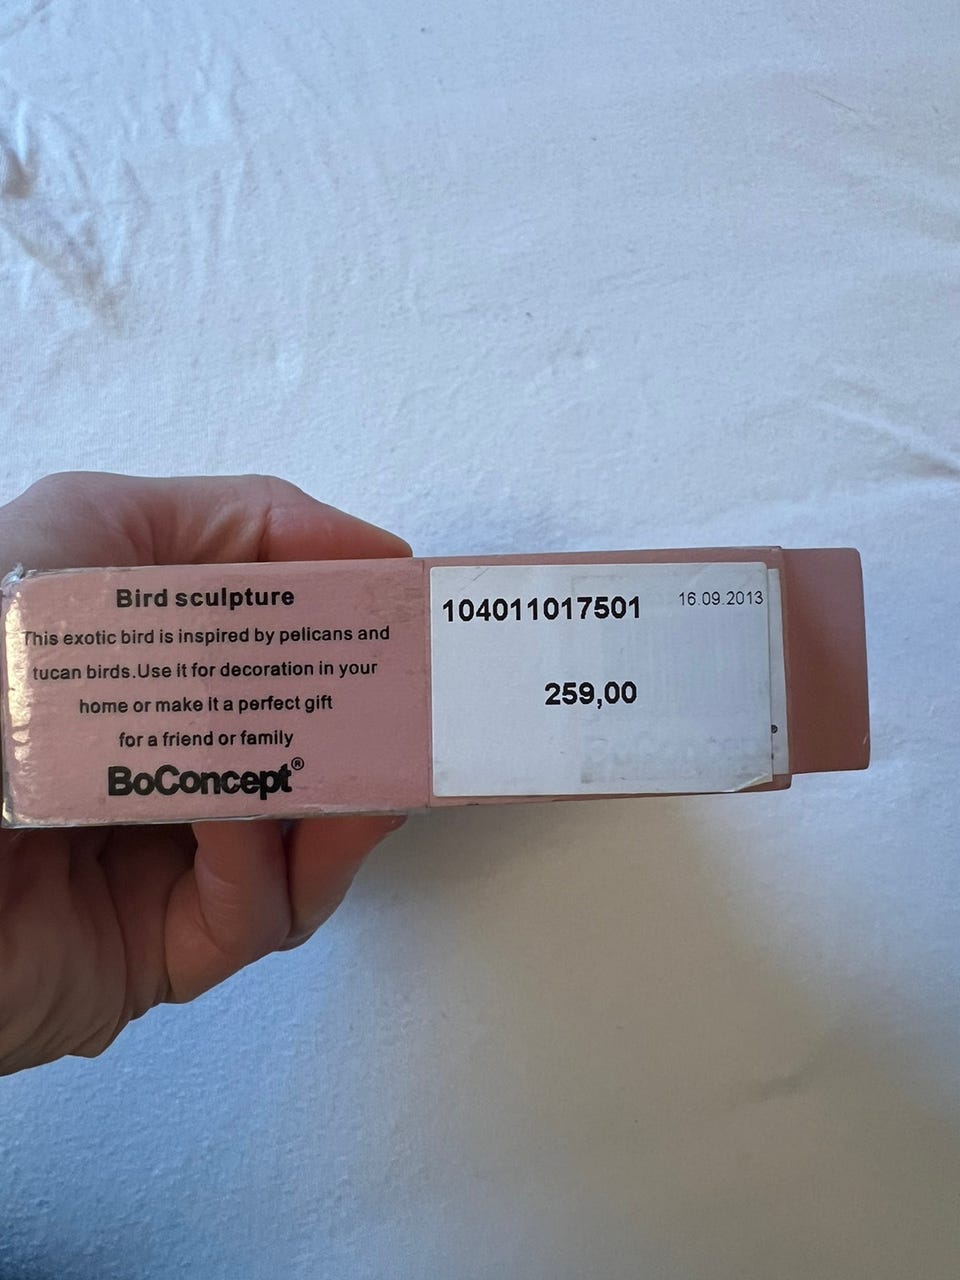 Bird sculpture
This exotic bird is inspired by pelicans and
tucan birds.Use it for decoration in your
home or make it a perfect gift
for a friend or family
BoConcept®
104011017501
16.09.2013
259,00
BoConcept®